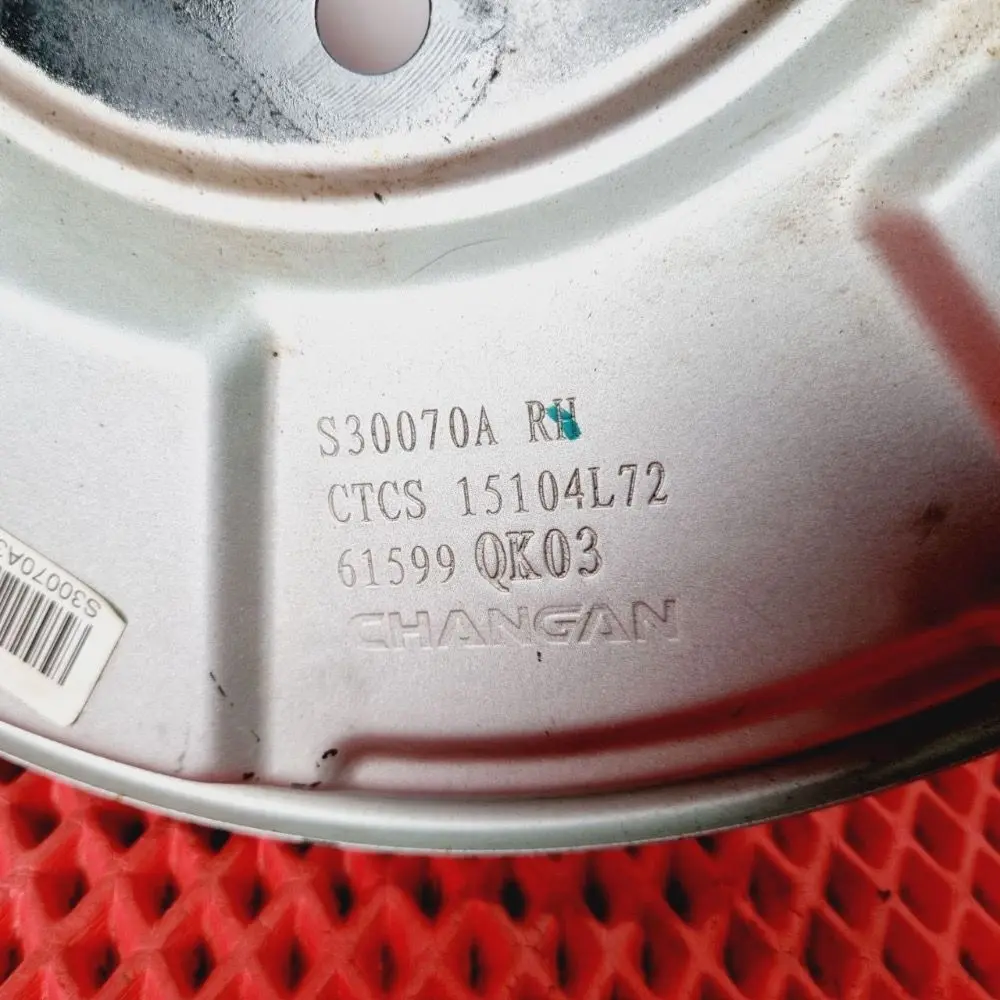 S30070A RH
CTCS 15104L72
61599 QK03
CHANGAN